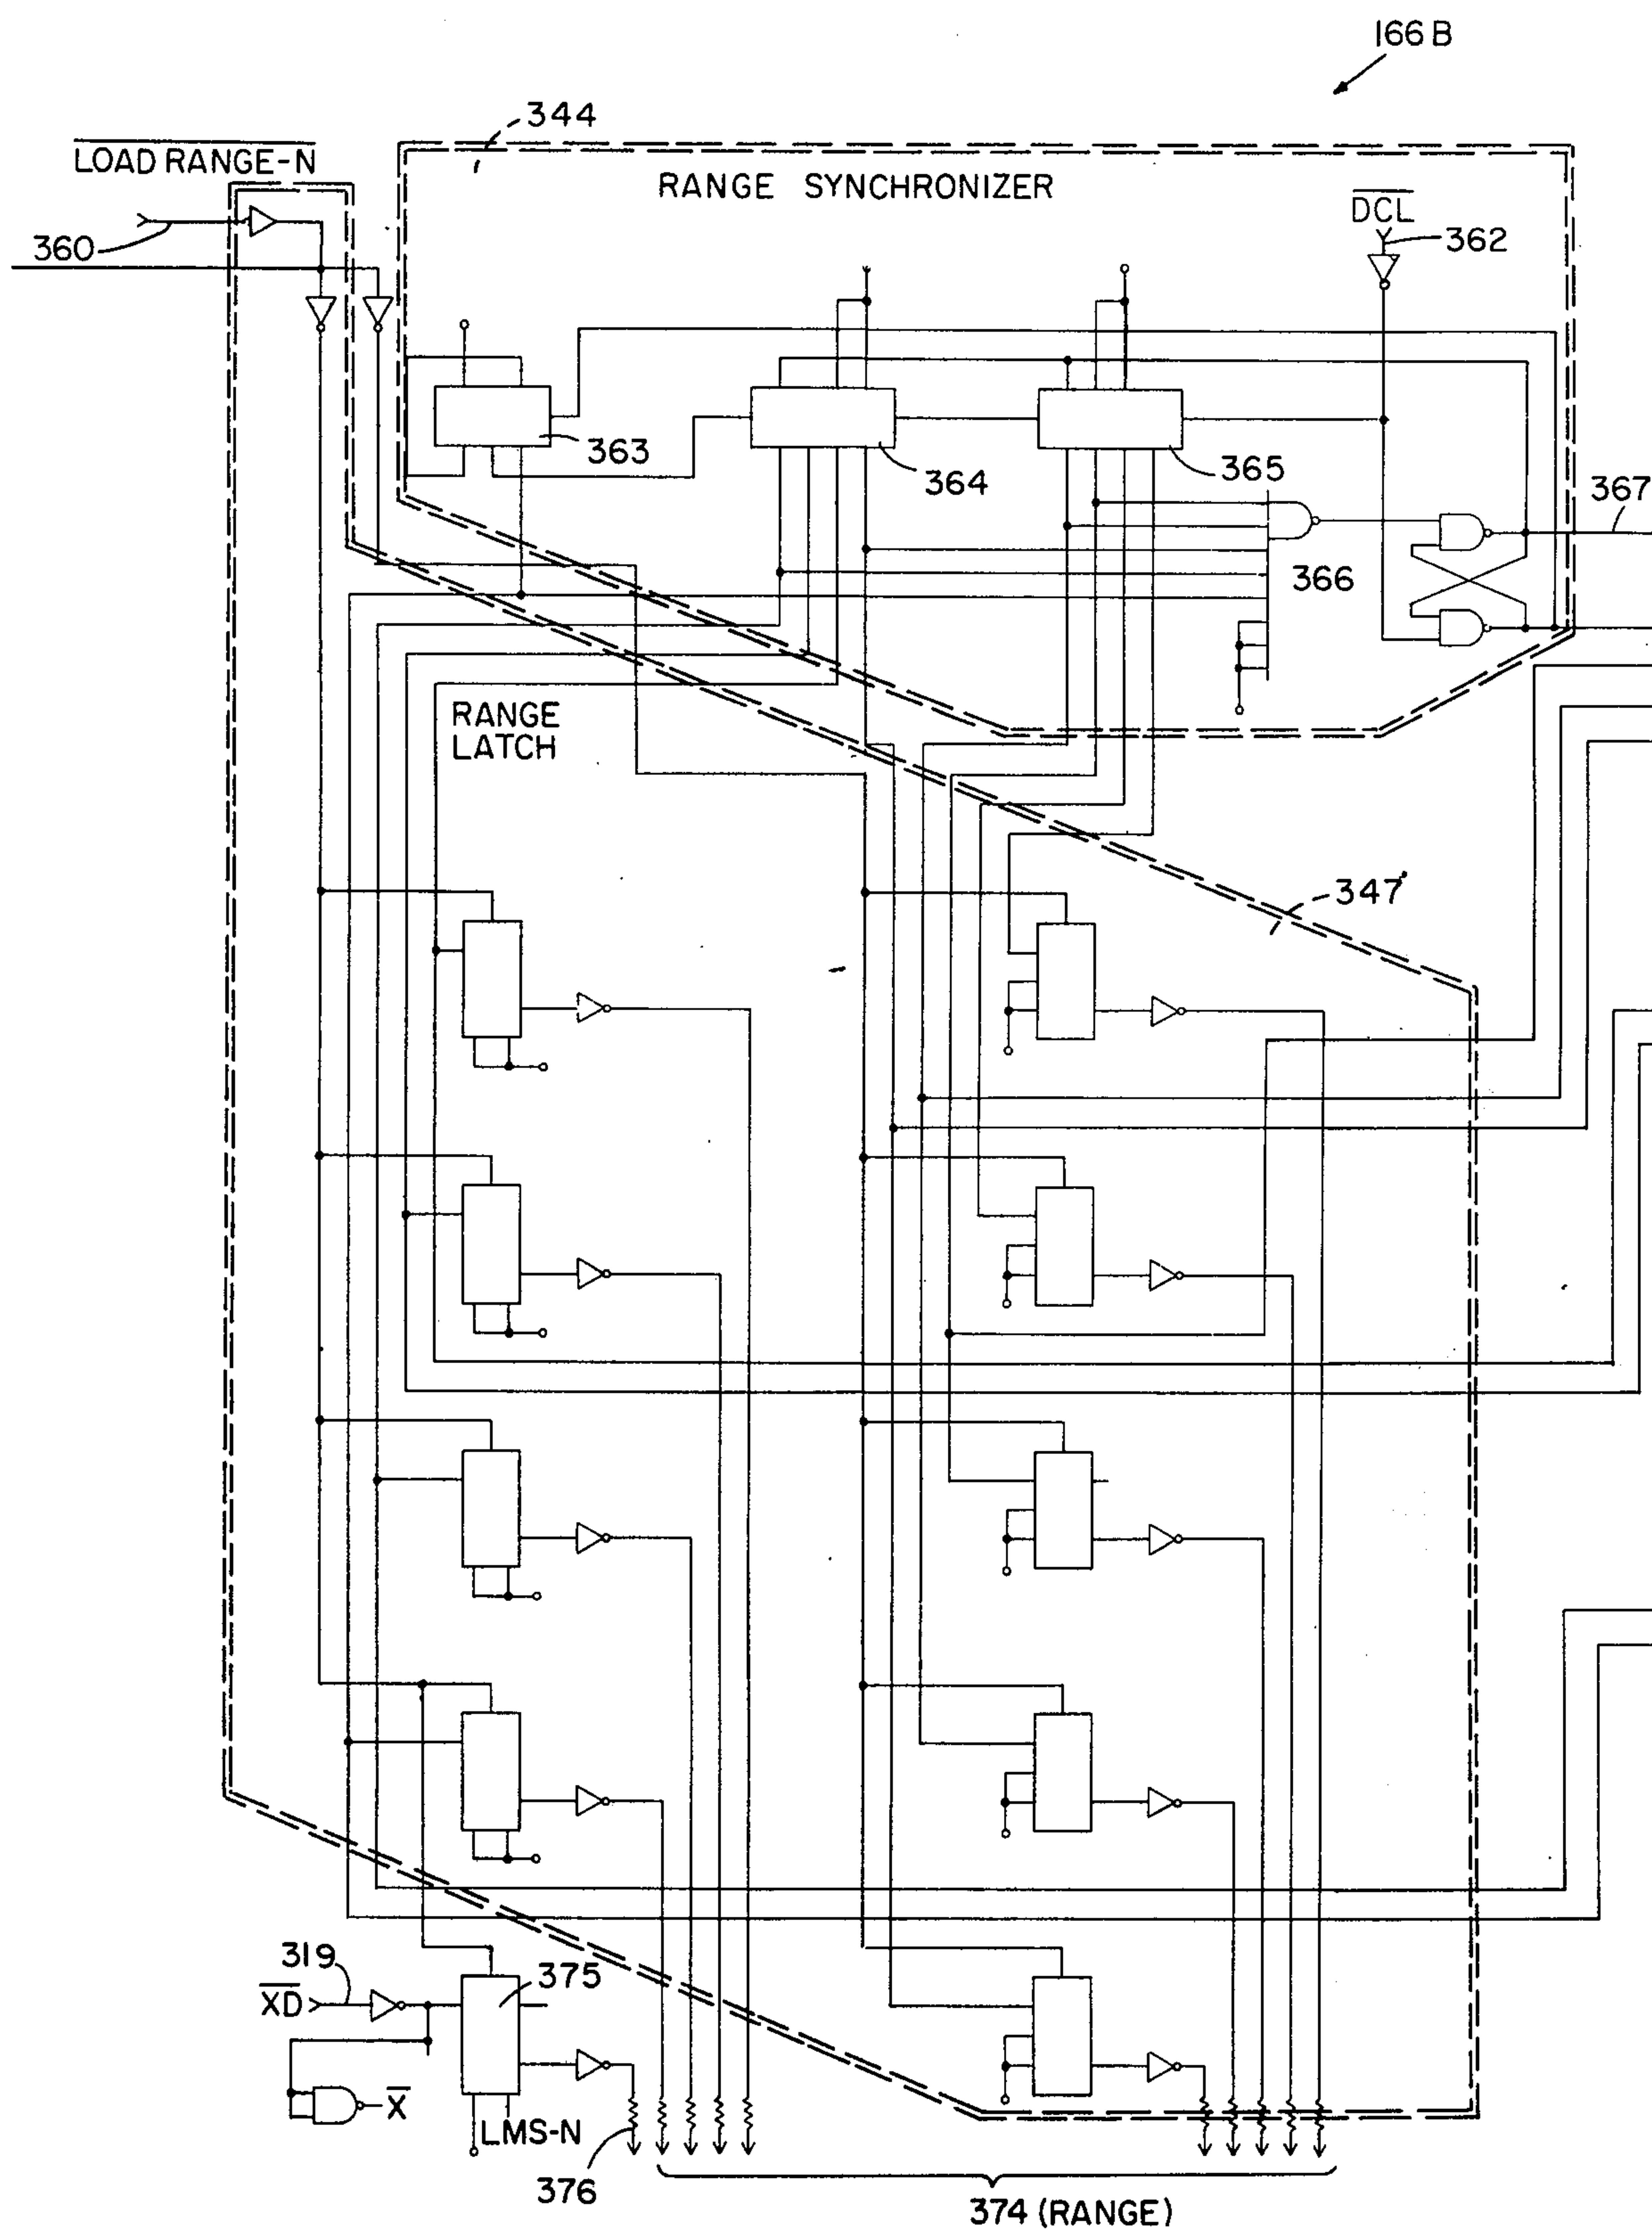 166B
344
LOAD RANGE-N
RANGE SYNCHRONIZER
DCL
362
360
363
364
365
367
366
RANGE
LATCH
347'
319
XD
375
X
LMS-N
376
374 (RANGE)